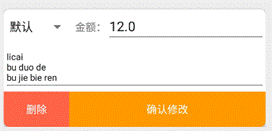 默认 金额： 12.0
licai
bu duo de
bu jie bie ren
删除 确认修改